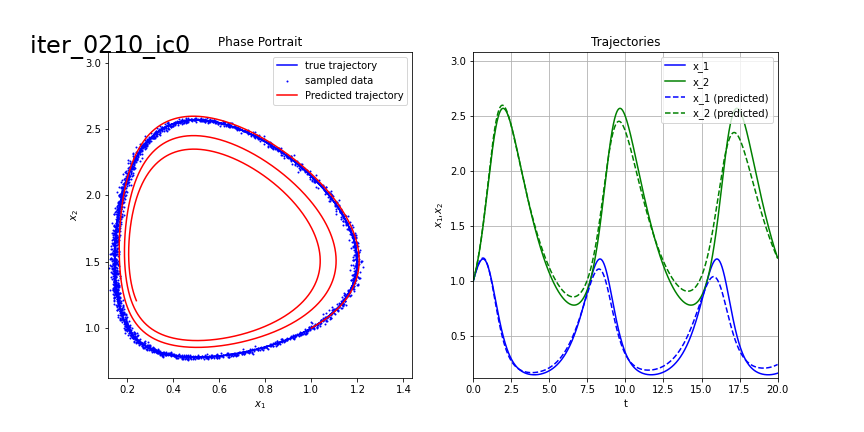 iter_0210_ic0
Phase Portrait
true trajectory
sampled data
Predicted trajectory
3.0
2.5
2.0
1.5
1.0
x₂
0.2 0.4 0.6 0.8 1.0 1.2 1.4
x₁
Trajectories
x_1
x_2
x_1 (predicted)
x_2 (predicted)
3.0
2.5
2.0
1.5
1.0
0.5
x₁,x₂
0.0 2.5 5.0 7.5 10.0 12.5 15.0 17.5 20.0
t